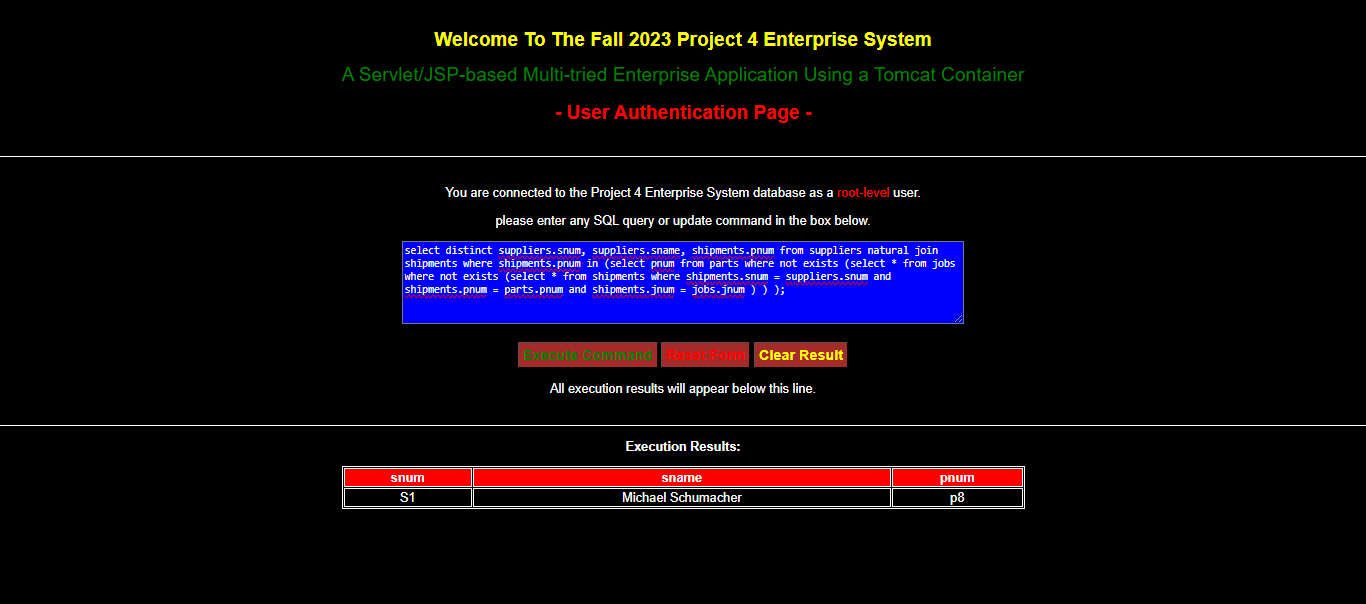 Welcome To The Fall 2023 Project 4 Enterprise System
A Servlet/JSP-based Multi-tried Enterprise Application Using a Tomcat Container
- User Authentication Page -
You are connected to the Project 4 Enterprise System database as a root-level user.
please enter any SQL query or update command in the box below.
select distinct suppliers.snum, suppliers.sname, shipments.pnum from suppliers natural join
shipments where shipments.pnum in (select pnum from parts where not exists (select * from jobs
where not exists (select * from shipments where shipments.snum = suppliers.snum and
shipments.pnum = parts.pnum and shipments.jnum = jobs.jnum ) ) );
Execute Command Reset Form Clear Result
All execution results will appear below this line.
Execution Results:
snum sname pnum
S1 Michael Schumacher p8